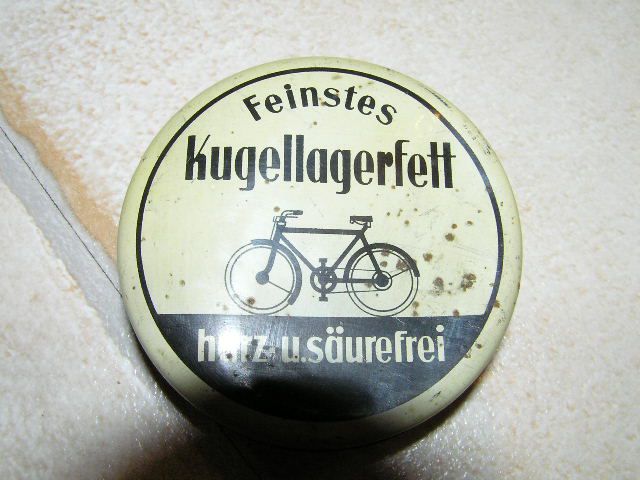 Feinstes
Kugellagerfett
harz- u. säurefrei